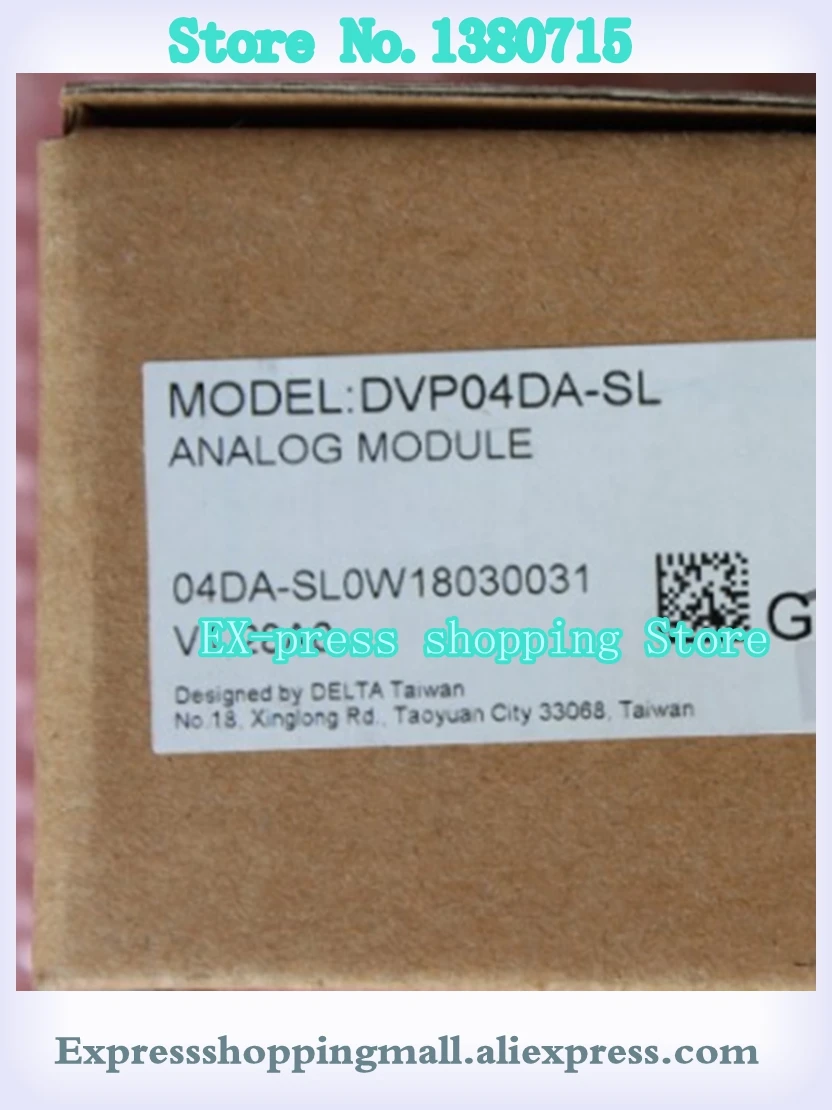 Store No.1380715
MODEL:DVP04DA-SL
ANALOG MODULE
04DA-SL0W18030031
G
EX-press shopping Store
Designed by DELTA Taiwan
No.18, Xinglong Rd., Taoyuan City 33068, Taiwan
Expressshoppingmall.aliexpress.com